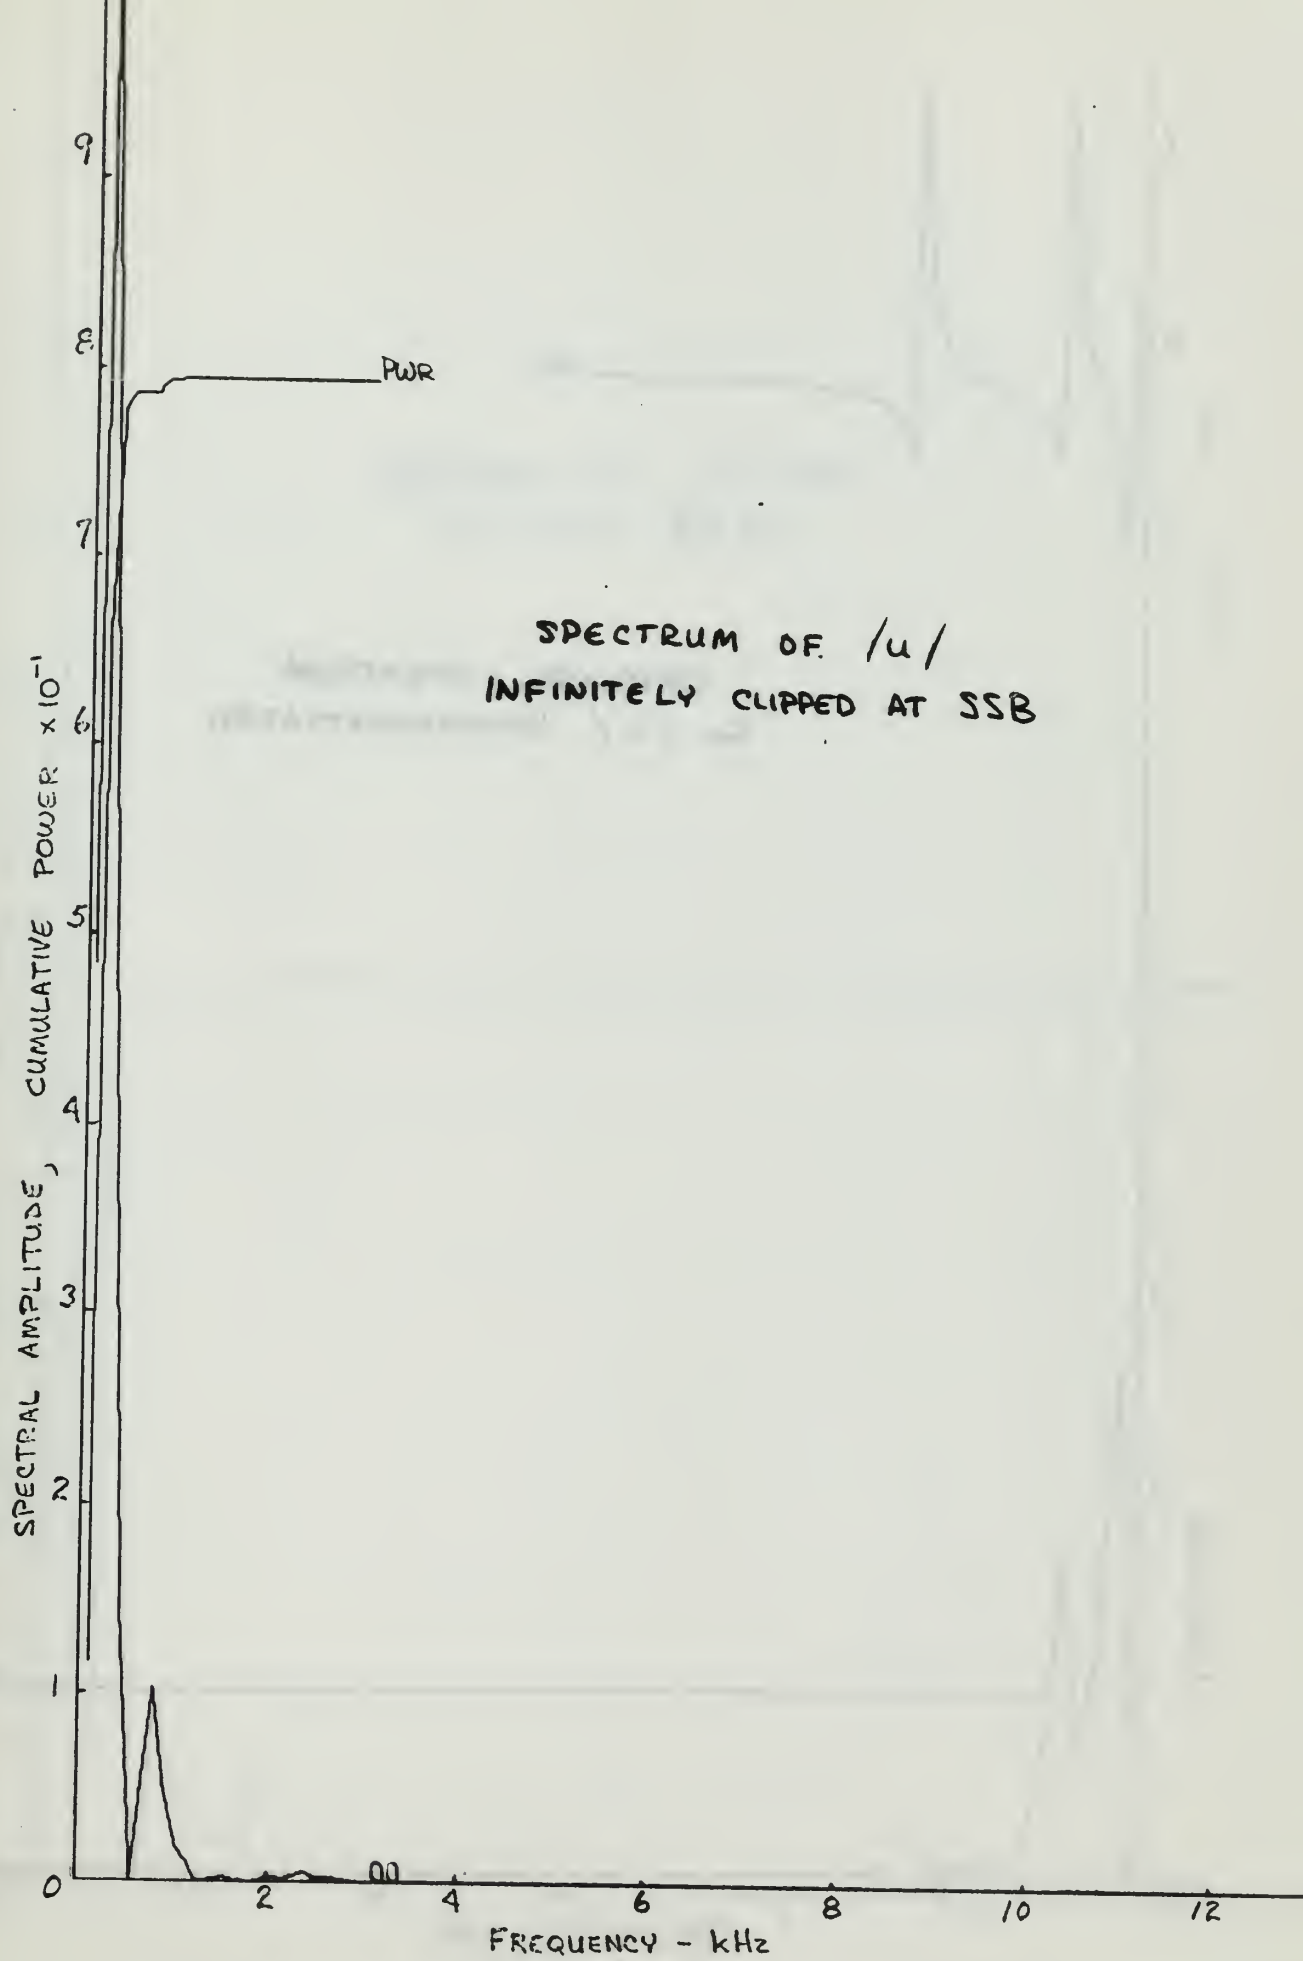 9
8
PWR
7
SPECTRUM OF /u/
INFINITELY CLIPPED AT SSB
6
5
4
3
2
1
0
SPECTRAL AMPLITUDE, CUMULATIVE POWER x10⁻¹
2 4 6 8 10 12
FREQUENCY - kHz